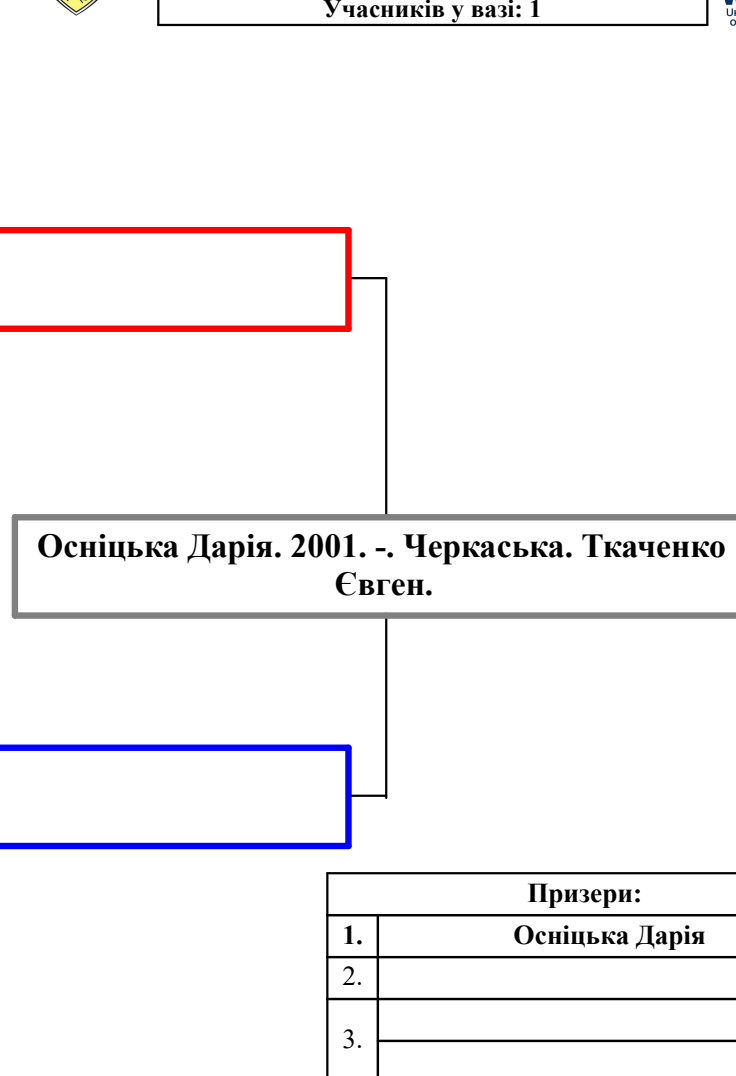 Учасників у вазі: 1
Осніцька Дарія. 2001. -. Черкаська. Ткаченко
Євген.
Призери:
1. Осніцька Дарія
2.
3.